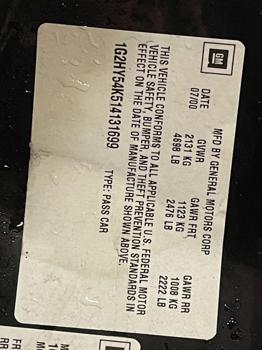 GM
MFD BY GENERAL MOTORS CORP
DATE GVWR GAWR FRT GAWR RR
07/00 2131 KG 1123 KG 1008 KG
4698 LB 2476 LB 2222 LB
THIS VEHICLE CONFORMS TO ALL APPLICABLE U.S. FEDERAL MOTOR
VEHICLE SAFETY, BUMPER, AND THEFT PREVENTION STANDARDS IN
EFFECT ON THE DATE OF MANUFACTURE SHOWN ABOVE.
1G2HY54K514131699 TYPE: PASS CAR
GM